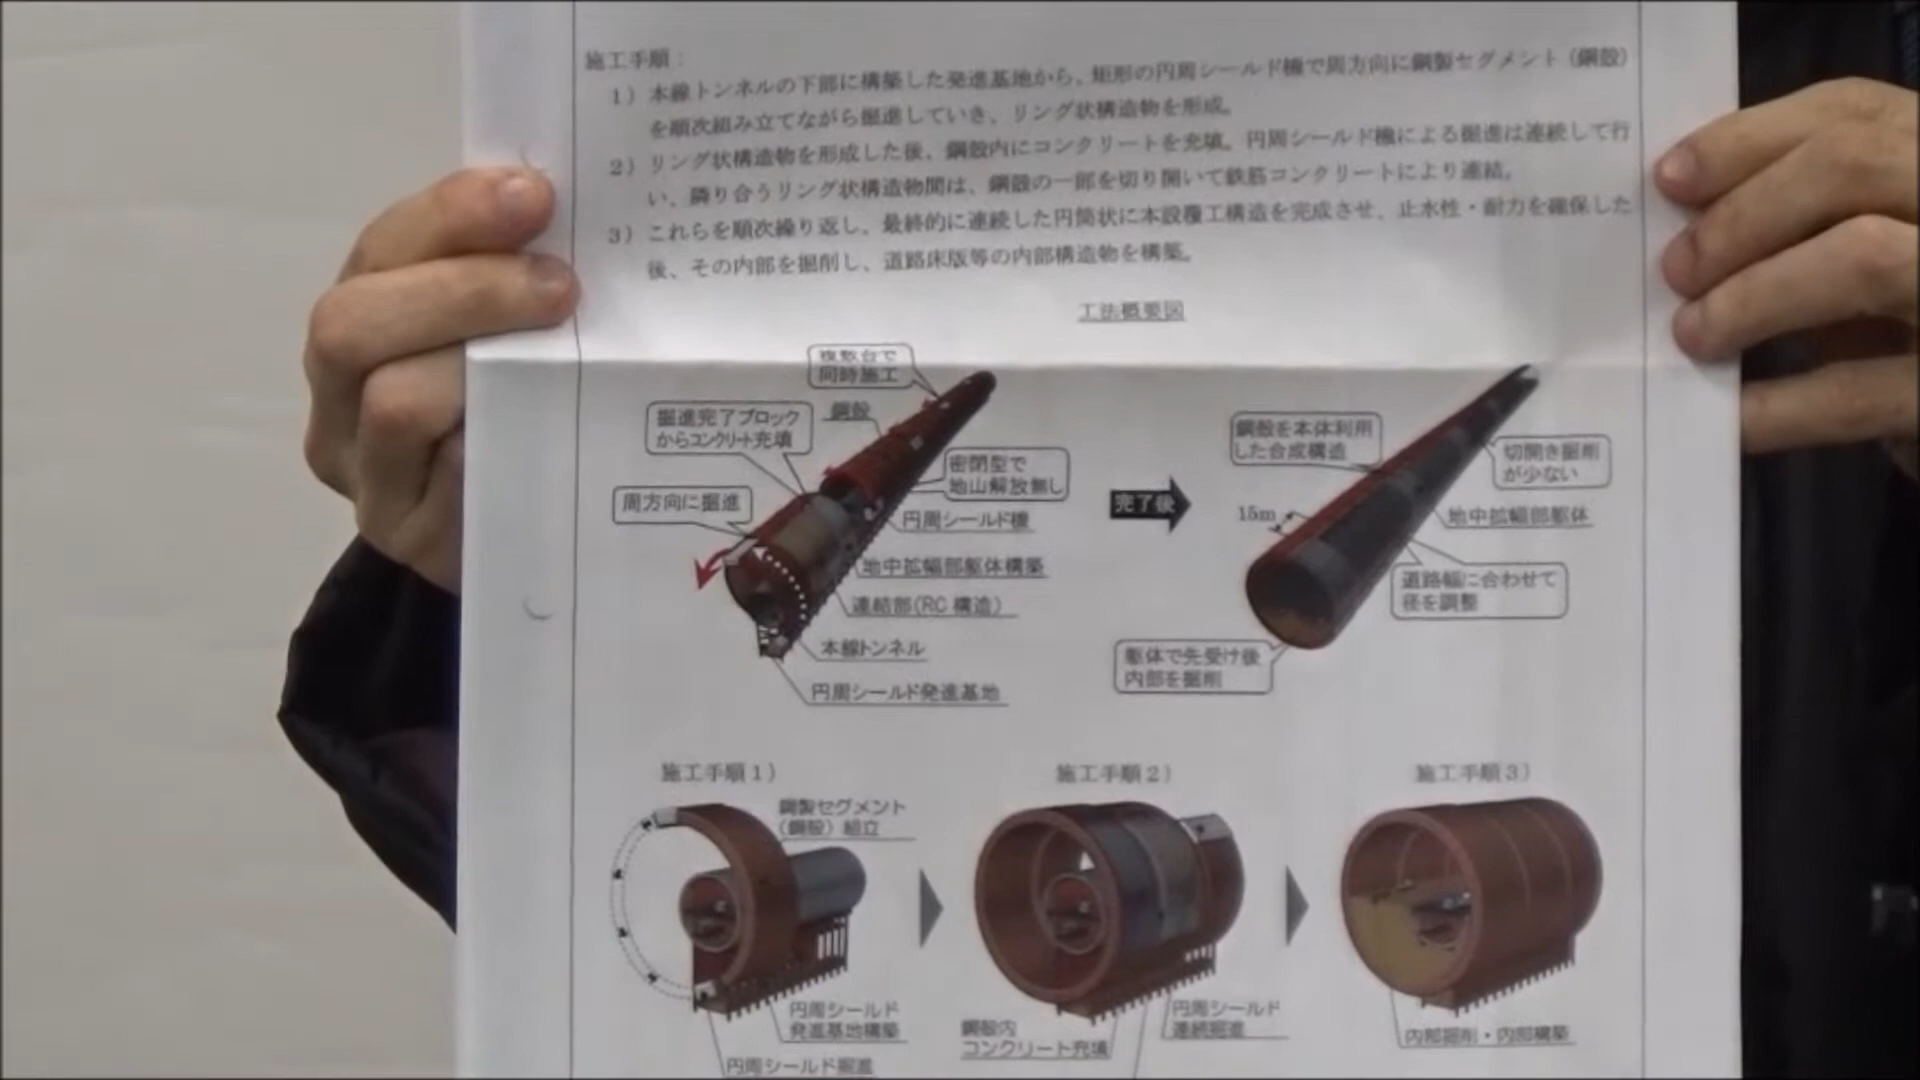 施工手順：
1）本線トンネルの下部に構築した発進基地から、矩形の円周シールド機で周方向に鋼製セグメント（鋼殻）
を順次組み立てながら掘進していき、リング状構造物を形成。
2）リング状構造物を形成した後、鋼殻内にコンクリートを充填。円周シールド機による掘進は連続して行
い、隣り合うリング状構造物間は、鋼殻の一部を切り開いて鉄筋コンクリートにより連結。
3）これらを順次繰り返し、最終的に連続した円筒状に本設覆工構造を完成させ、止水性・耐力を確保した
後、その内部を掘削し、道路床版等の内部構造物を構築。
工法概要図
複数台で
同時施工
鋼殻
掘進完了ブロック
からコンクリート充填
周方向に掘進
密閉型で
地山解放無し
円周シールド機
地中拡幅部躯体構築
連結部(RC構造)
本線トンネル
円周シールド発進基地
完了後
鋼殻を本体利用
した合成構造
15m
切開き掘削
が少ない
地中拡幅部躯体
道路幅に合わせて
径を調整
躯体で先受け後
内部を掘削
施工手順1）
鋼製セグメント
（鋼殻）組立
円周シールド
発進基地構築
円周シールド掘進
施工手順2）
円周シールド
連続掘進
鋼殻内
コンクリート充填
施工手順3）
内部掘削・内部構築